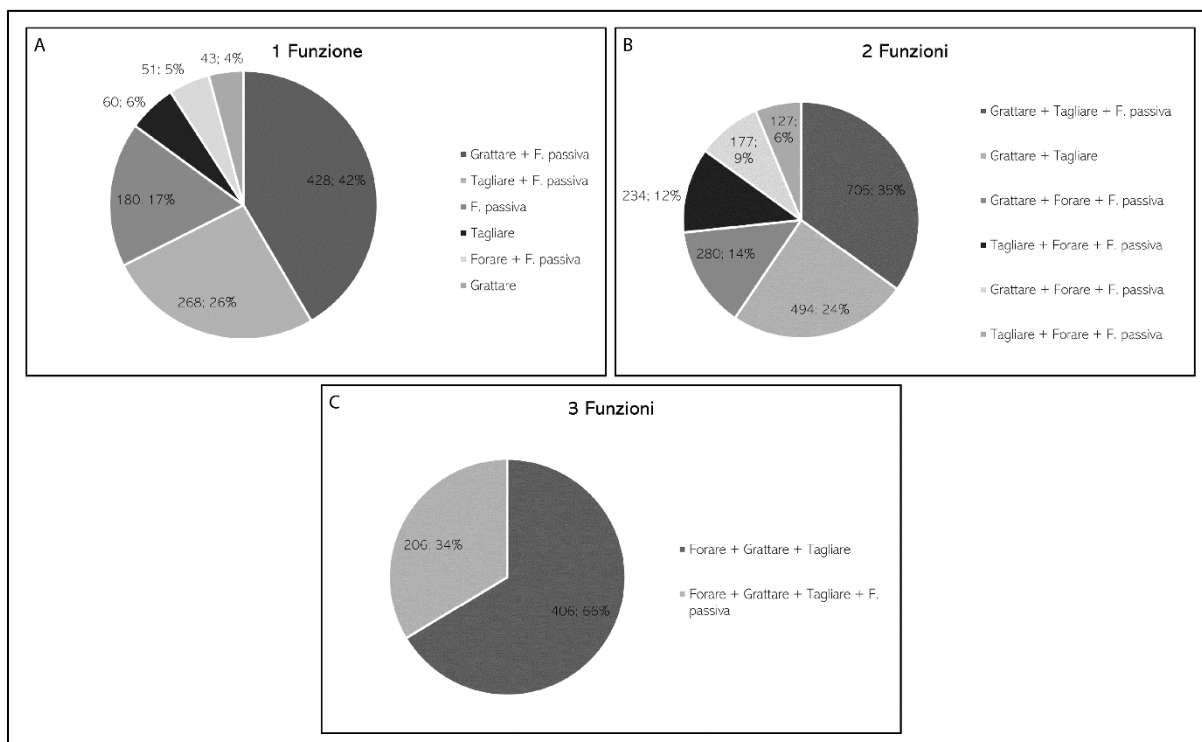 A
1 Funzione
43; 4%
51; 5%
60; 6%
428; 42%
180; 17%
268; 26%
Grattare + F. passiva
Tagliare + F. passiva
F. passiva
Tagliare
Forare + F. passiva
Grattare
B
2 Funzioni
127;
6%
177;
9%
705; 35%
234; 12%
280; 14%
494; 24%
Grattare + Tagliare + F. passiva
Grattare + Tagliare
Grattare + Forare + F. passiva
Tagliare + Forare + F. passiva
Grattare + Forare + F. passiva
Tagliare + Forare + F. passiva
C
3 Funzioni
206; 34%
406; 66%
Forare + Grattare + Tagliare
Forare + Grattare + Tagliare + F.
passiva